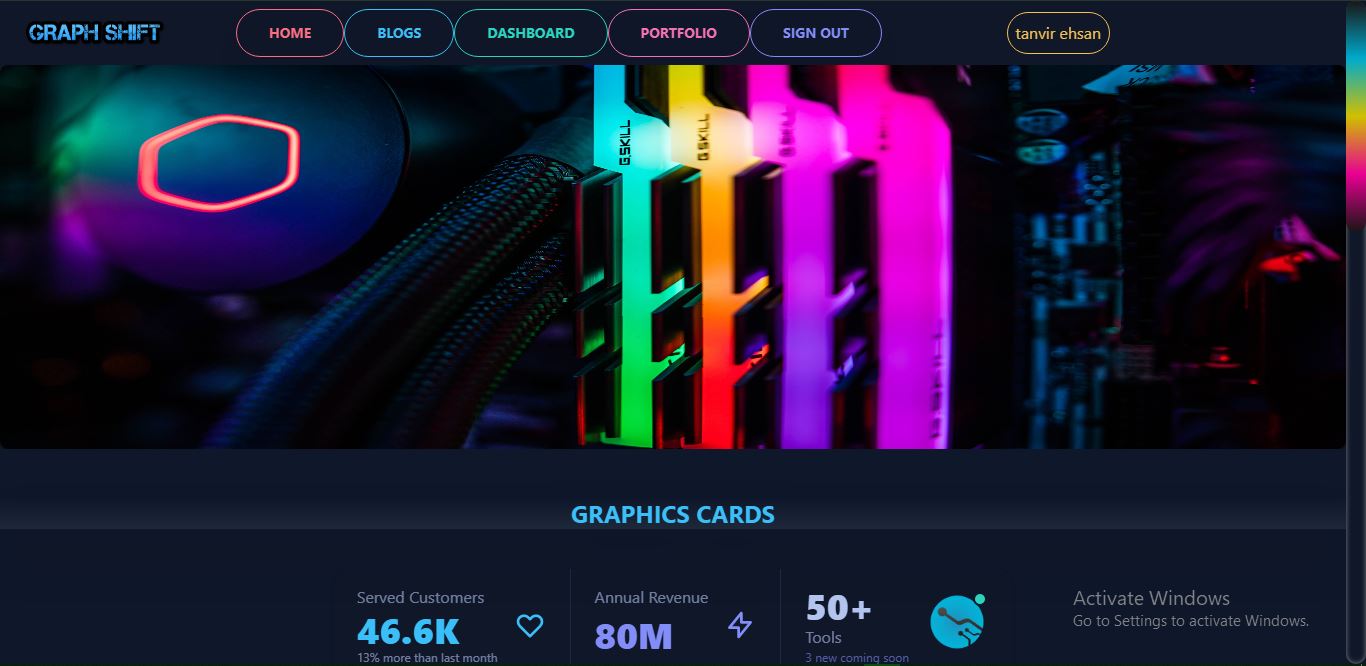 GRAPH SHIFT
HOME
BLOGS
DASHBOARD
PORTFOLIO
SIGN OUT
tanvir ehsan
G.SKILL
G.SKILL
G.SKILL
GRAPHICS CARDS
Served Customers
46.6K
13% more than last month
Annual Revenue
80M
50+
Tools
3 new coming soon
Activate Windows
Go to Settings to activate Windows.